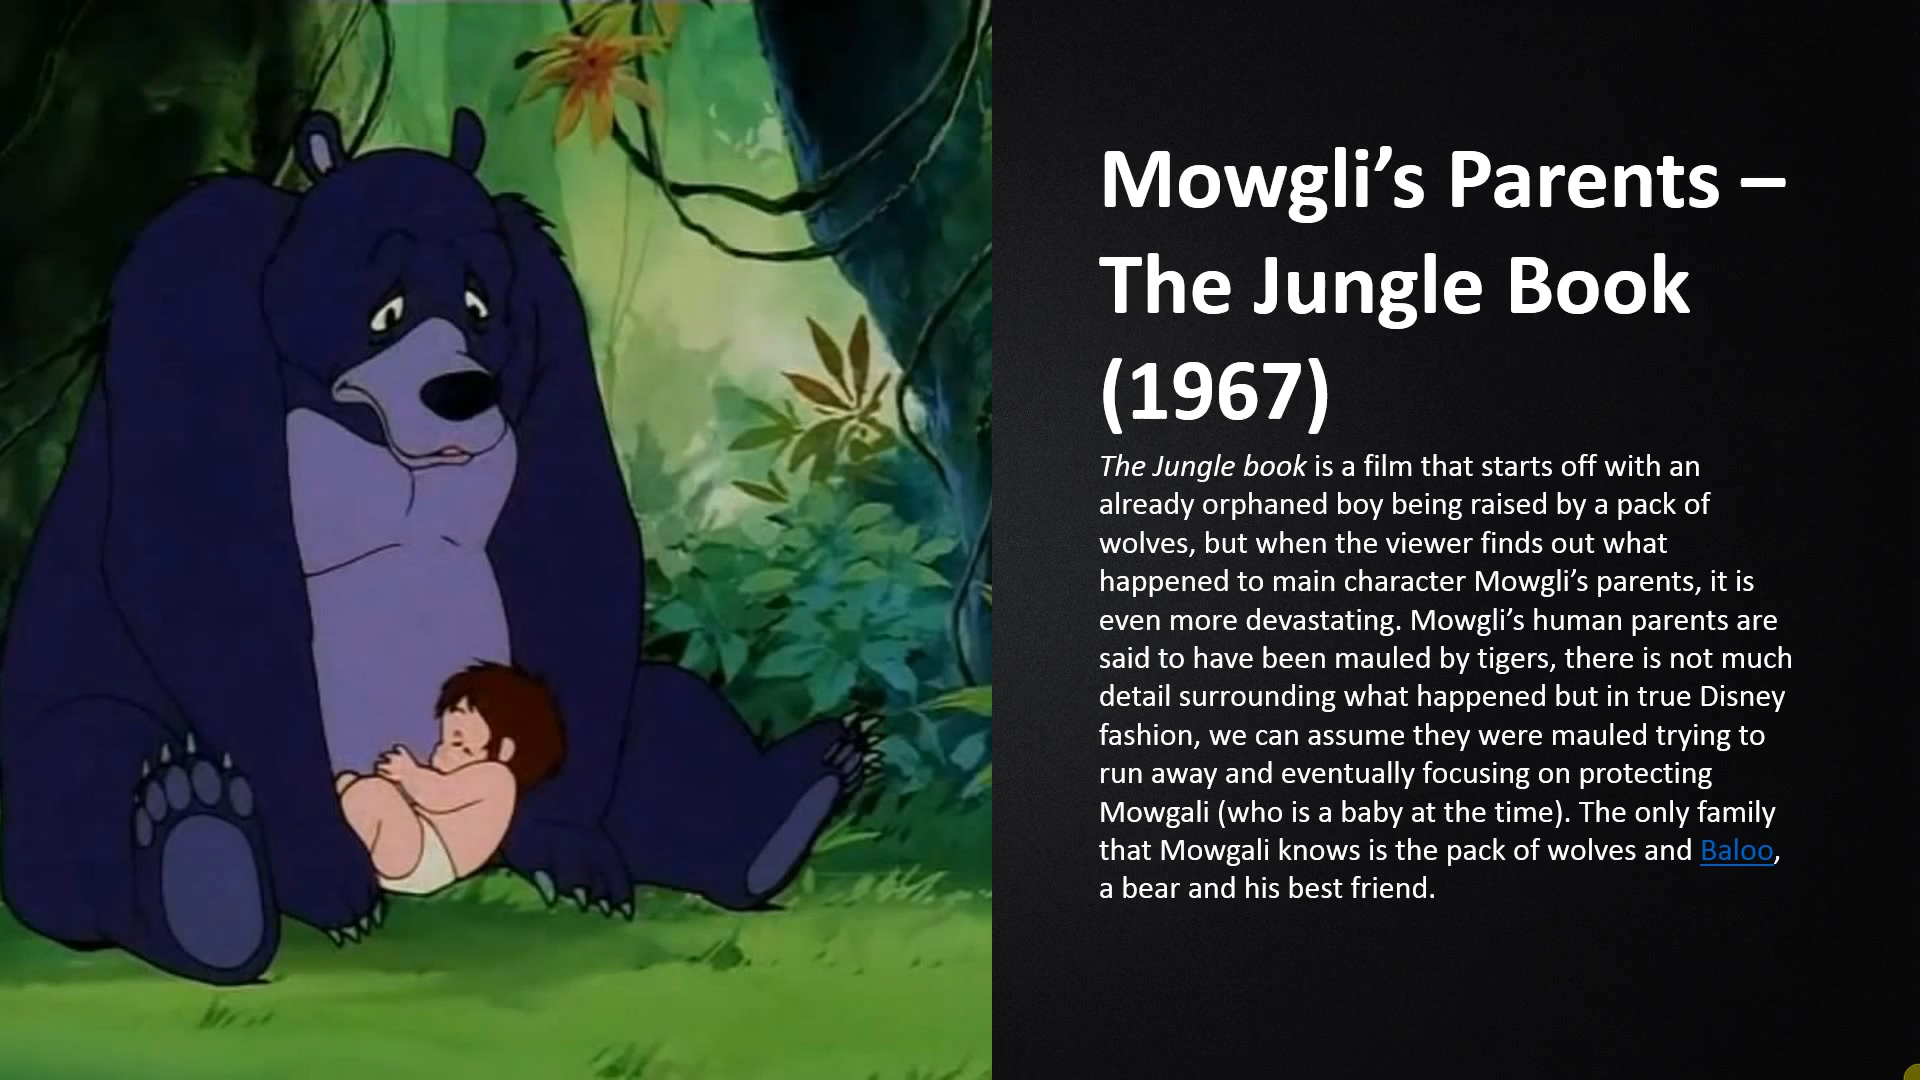 Mowgli’s Parents –
The Jungle Book
(1967)
The Jungle book is a film that starts off with an
already orphaned boy being raised by a pack of
wolves, but when the viewer finds out what
happened to main character Mowgli’s parents, it is
even more devastating. Mowgli’s human parents are
said to have been mauled by tigers, there is not much
detail surrounding what happened but in true Disney
fashion, we can assume they were mauled trying to
run away and eventually focusing on protecting
Mowgali (who is a baby at the time). The only family
that Mowgali knows is the pack of wolves and Baloo,
a bear and his best friend.